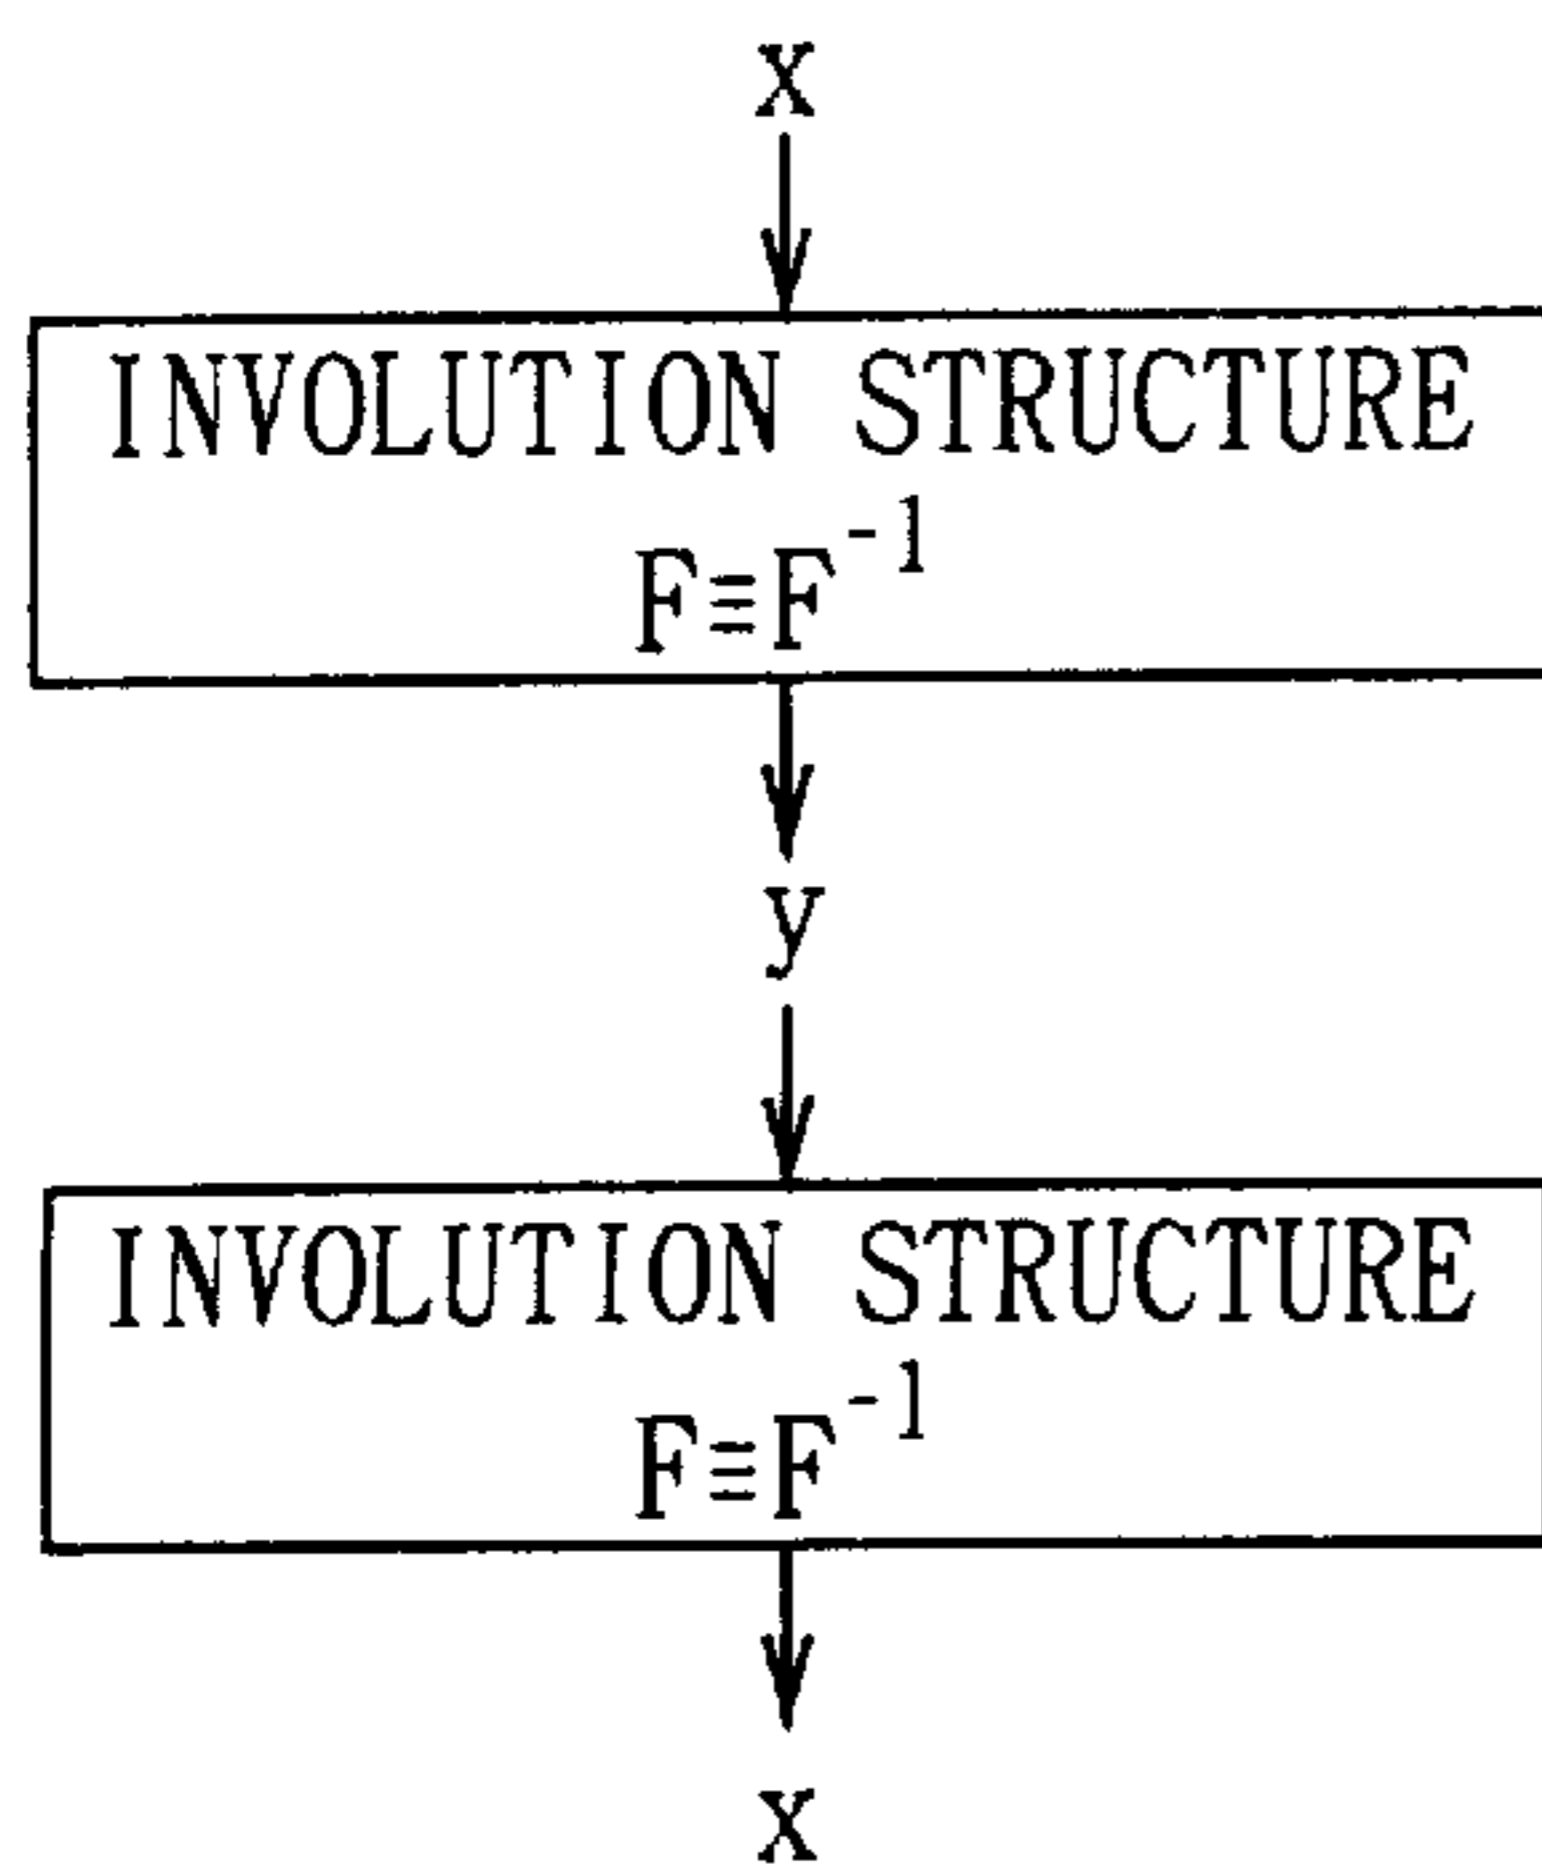 x
INVOLUTION STRUCTURE
F≡F⁻¹
y
INVOLUTION STRUCTURE
F≡F⁻¹
x